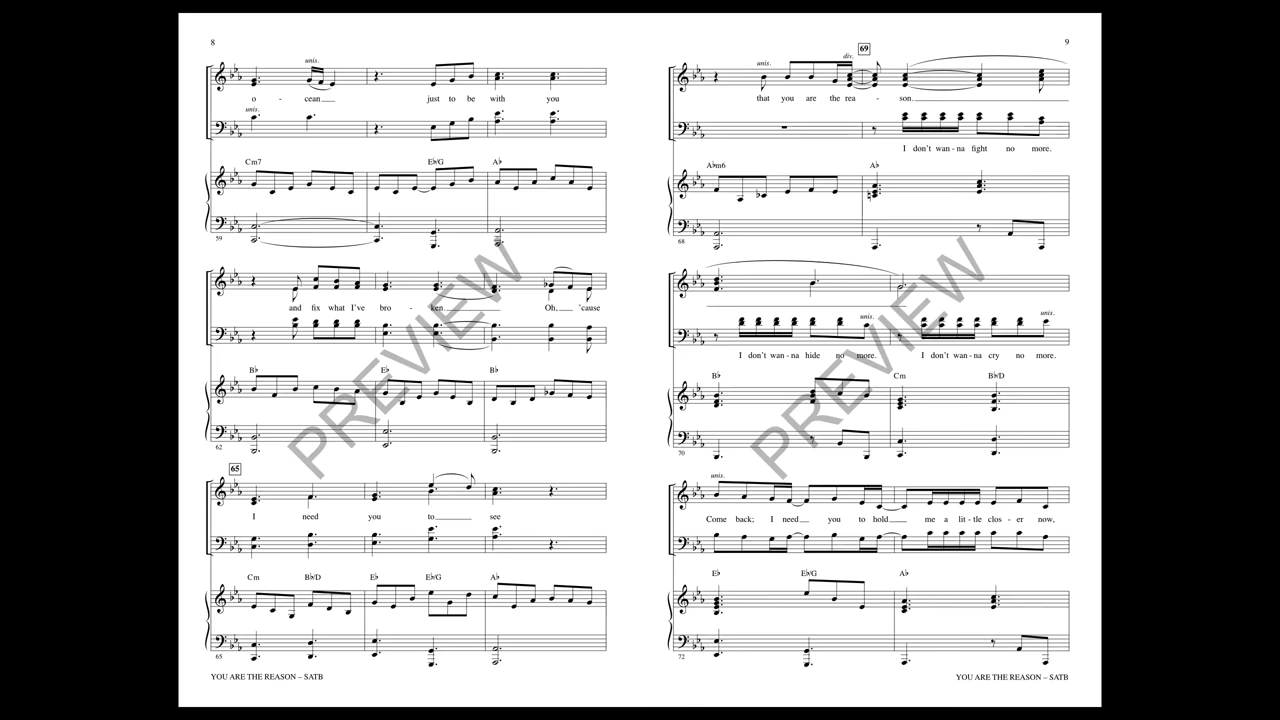 8
unis.
o - cean just to be with you
unis.
Cm7 E♭/G A♭
59
and fix what I've bro - ken. Oh, 'cause
B♭ E♭ B♭
62
65
I need you to see
Cm B♭/D E♭ E♭/G A♭
65
YOU ARE THE REASON – SATB
PREVIEW
9
69
unis. div.
that you are the rea - son.
I don't wan - na fight no more.
A♭m6 A♭
68
unis. unis.
I don't wan - na hide no more. I don't wan - na cry no more.
B♭ Cm B♭/D
70
unis.
Come back; I need you to hold me a lit - tle clos - er now,
E♭ E♭/G A♭
72
YOU ARE THE REASON – SATB
PREVIEW